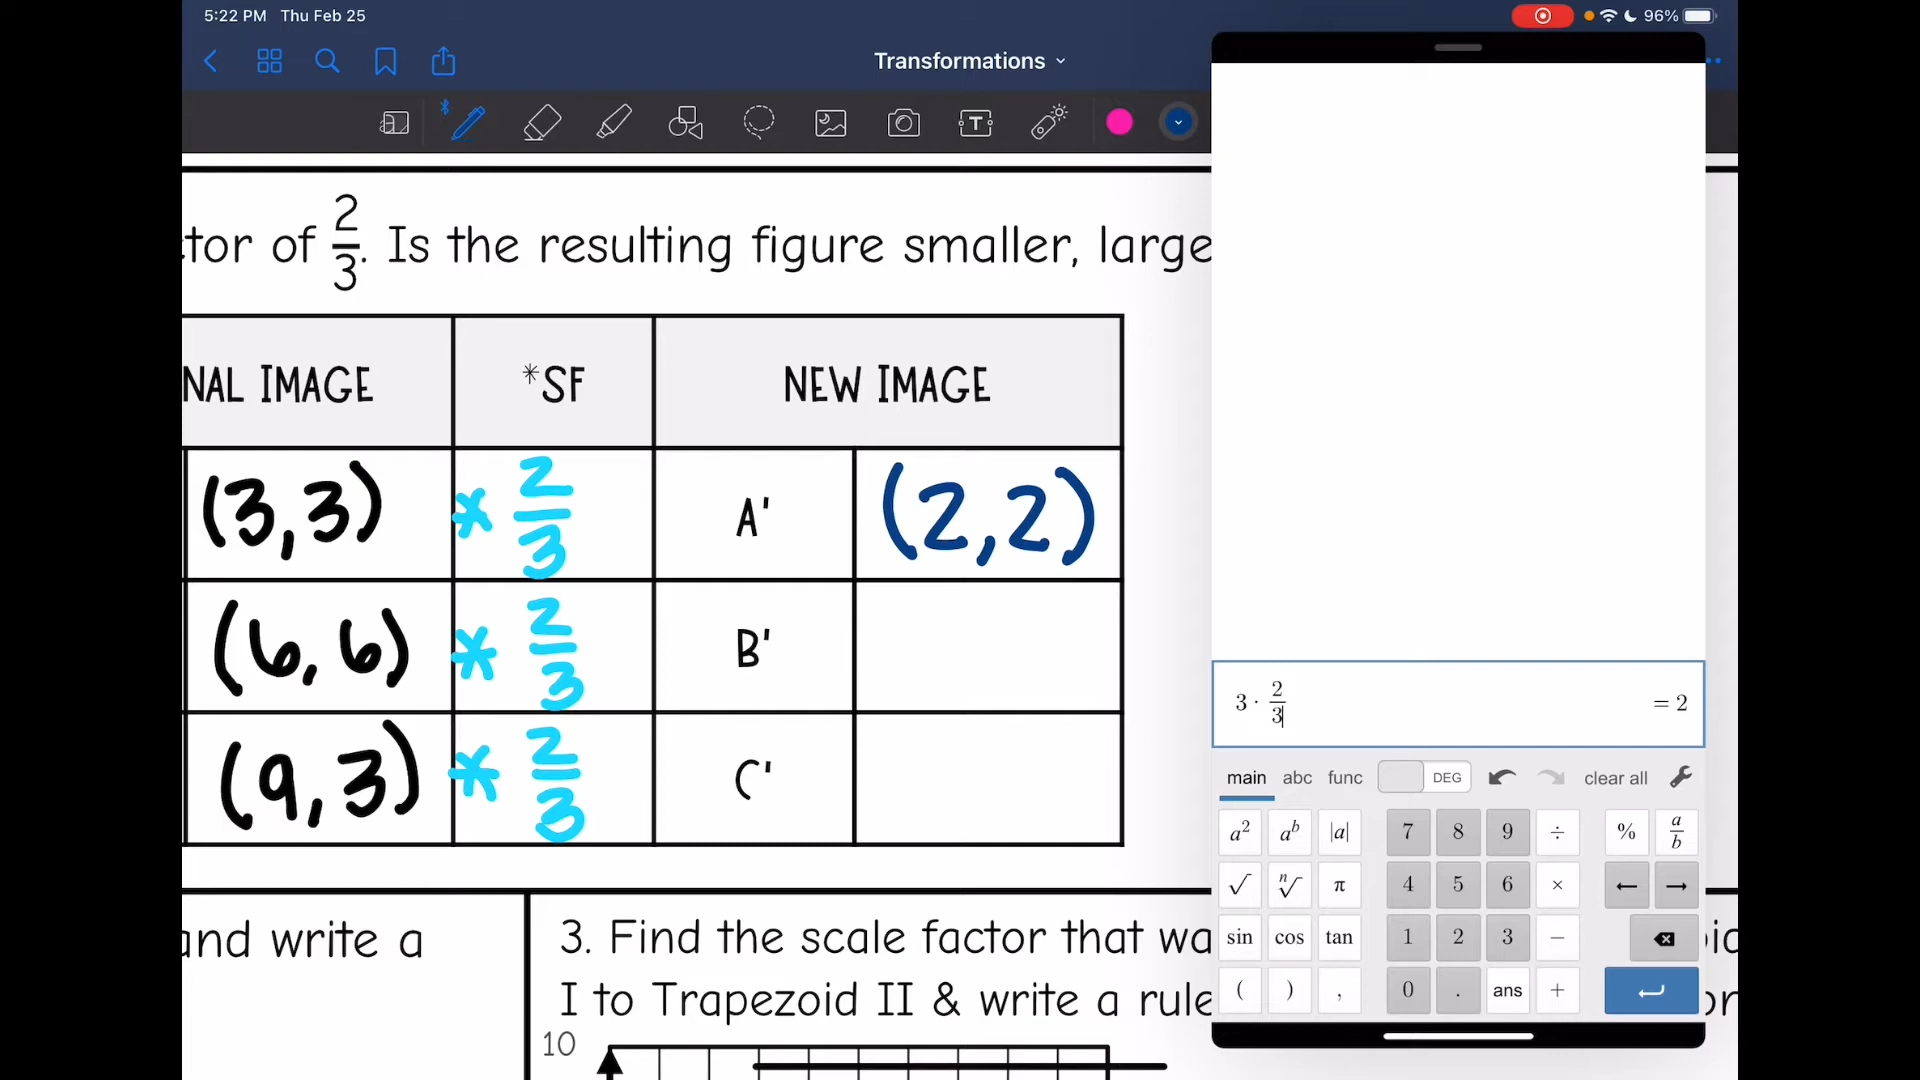 5:22 PM Thu Feb 25
96%
Transformations
T
tor of 2/3. Is the resulting figure smaller, large
NAL IMAGE *SF NEW IMAGE
(3,3) * 2/3 A' (2,2)
(6,6) * 2/3 B'
(9,3) * 2/3 C'
and write a
3. Find the scale factor that wa
I to Trapezoid II & write a rule
10
3 · 2/3 = 2
main abc func DEG clear all
a² aᵇ |a| 7 8 9 ÷ % a/b
√ ⁿ√ π 4 5 6 × ← →
sin cos tan 1 2 3 −
( ) , 0 . ans +